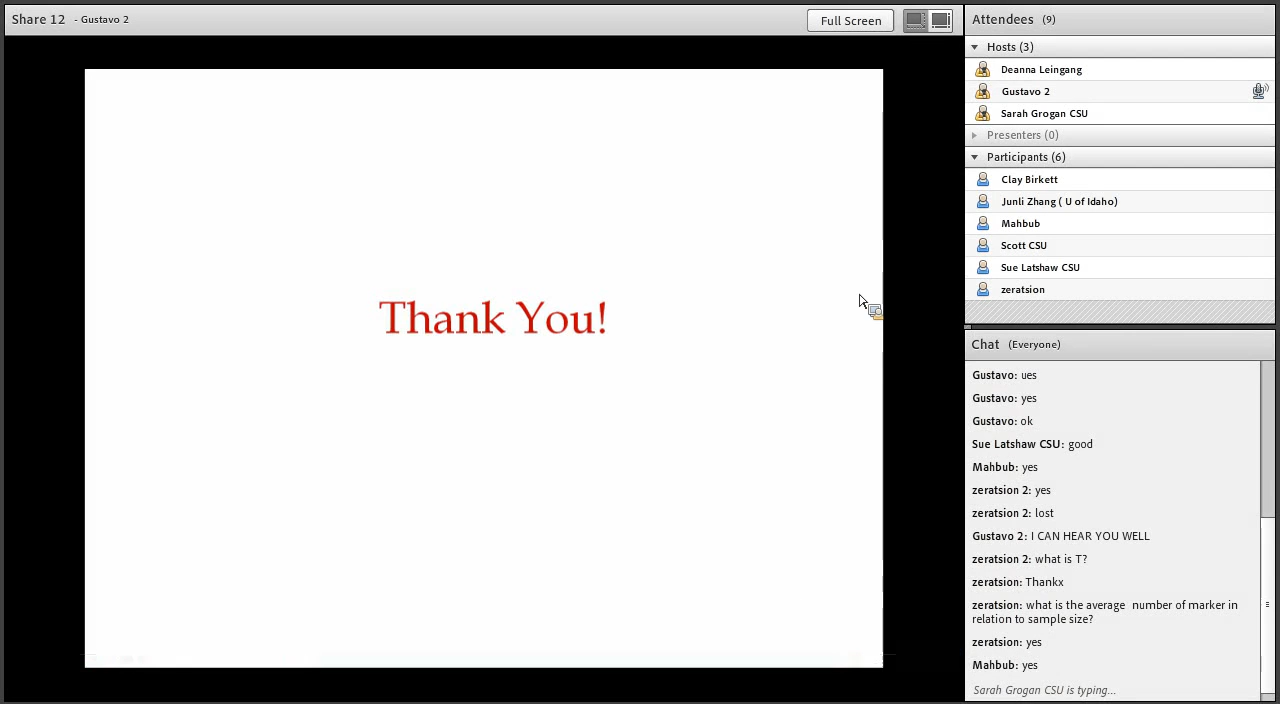 Share 12 - Gustavo 2
Full Screen
Thank You!
Attendees (9)
Hosts (3)
Deanna Leingang
Gustavo 2
Sarah Grogan CSU
Presenters (0)
Participants (6)
Clay Birkett
Junli Zhang ( U of Idaho)
Mahbub
Scott CSU
Sue Latshaw CSU
zeratsion
Chat (Everyone)
Gustavo: ues
Gustavo: yes
Gustavo: ok
Sue Latshaw CSU: good
Mahbub: yes
zeratsion 2: yes
zeratsion 2: lost
Gustavo 2: I CAN HEAR YOU WELL
zeratsion 2: what is T?
zeratsion: Thankx
zeratsion: what is the average number of marker in
relation to sample size?
zeratsion: yes
Mahbub: yes
Sarah Grogan CSU is typing...